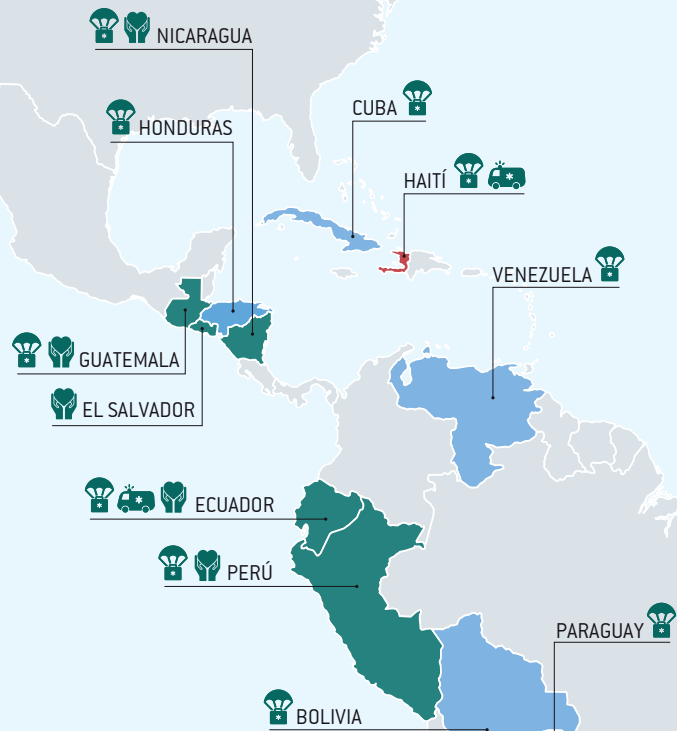 NICARAGUA
CUBA
HONDURAS
HAITÍ
VENEZUELA
GUATEMALA
EL SALVADOR
ECUADOR
PERÚ
PARAGUAY
BOLIVIA